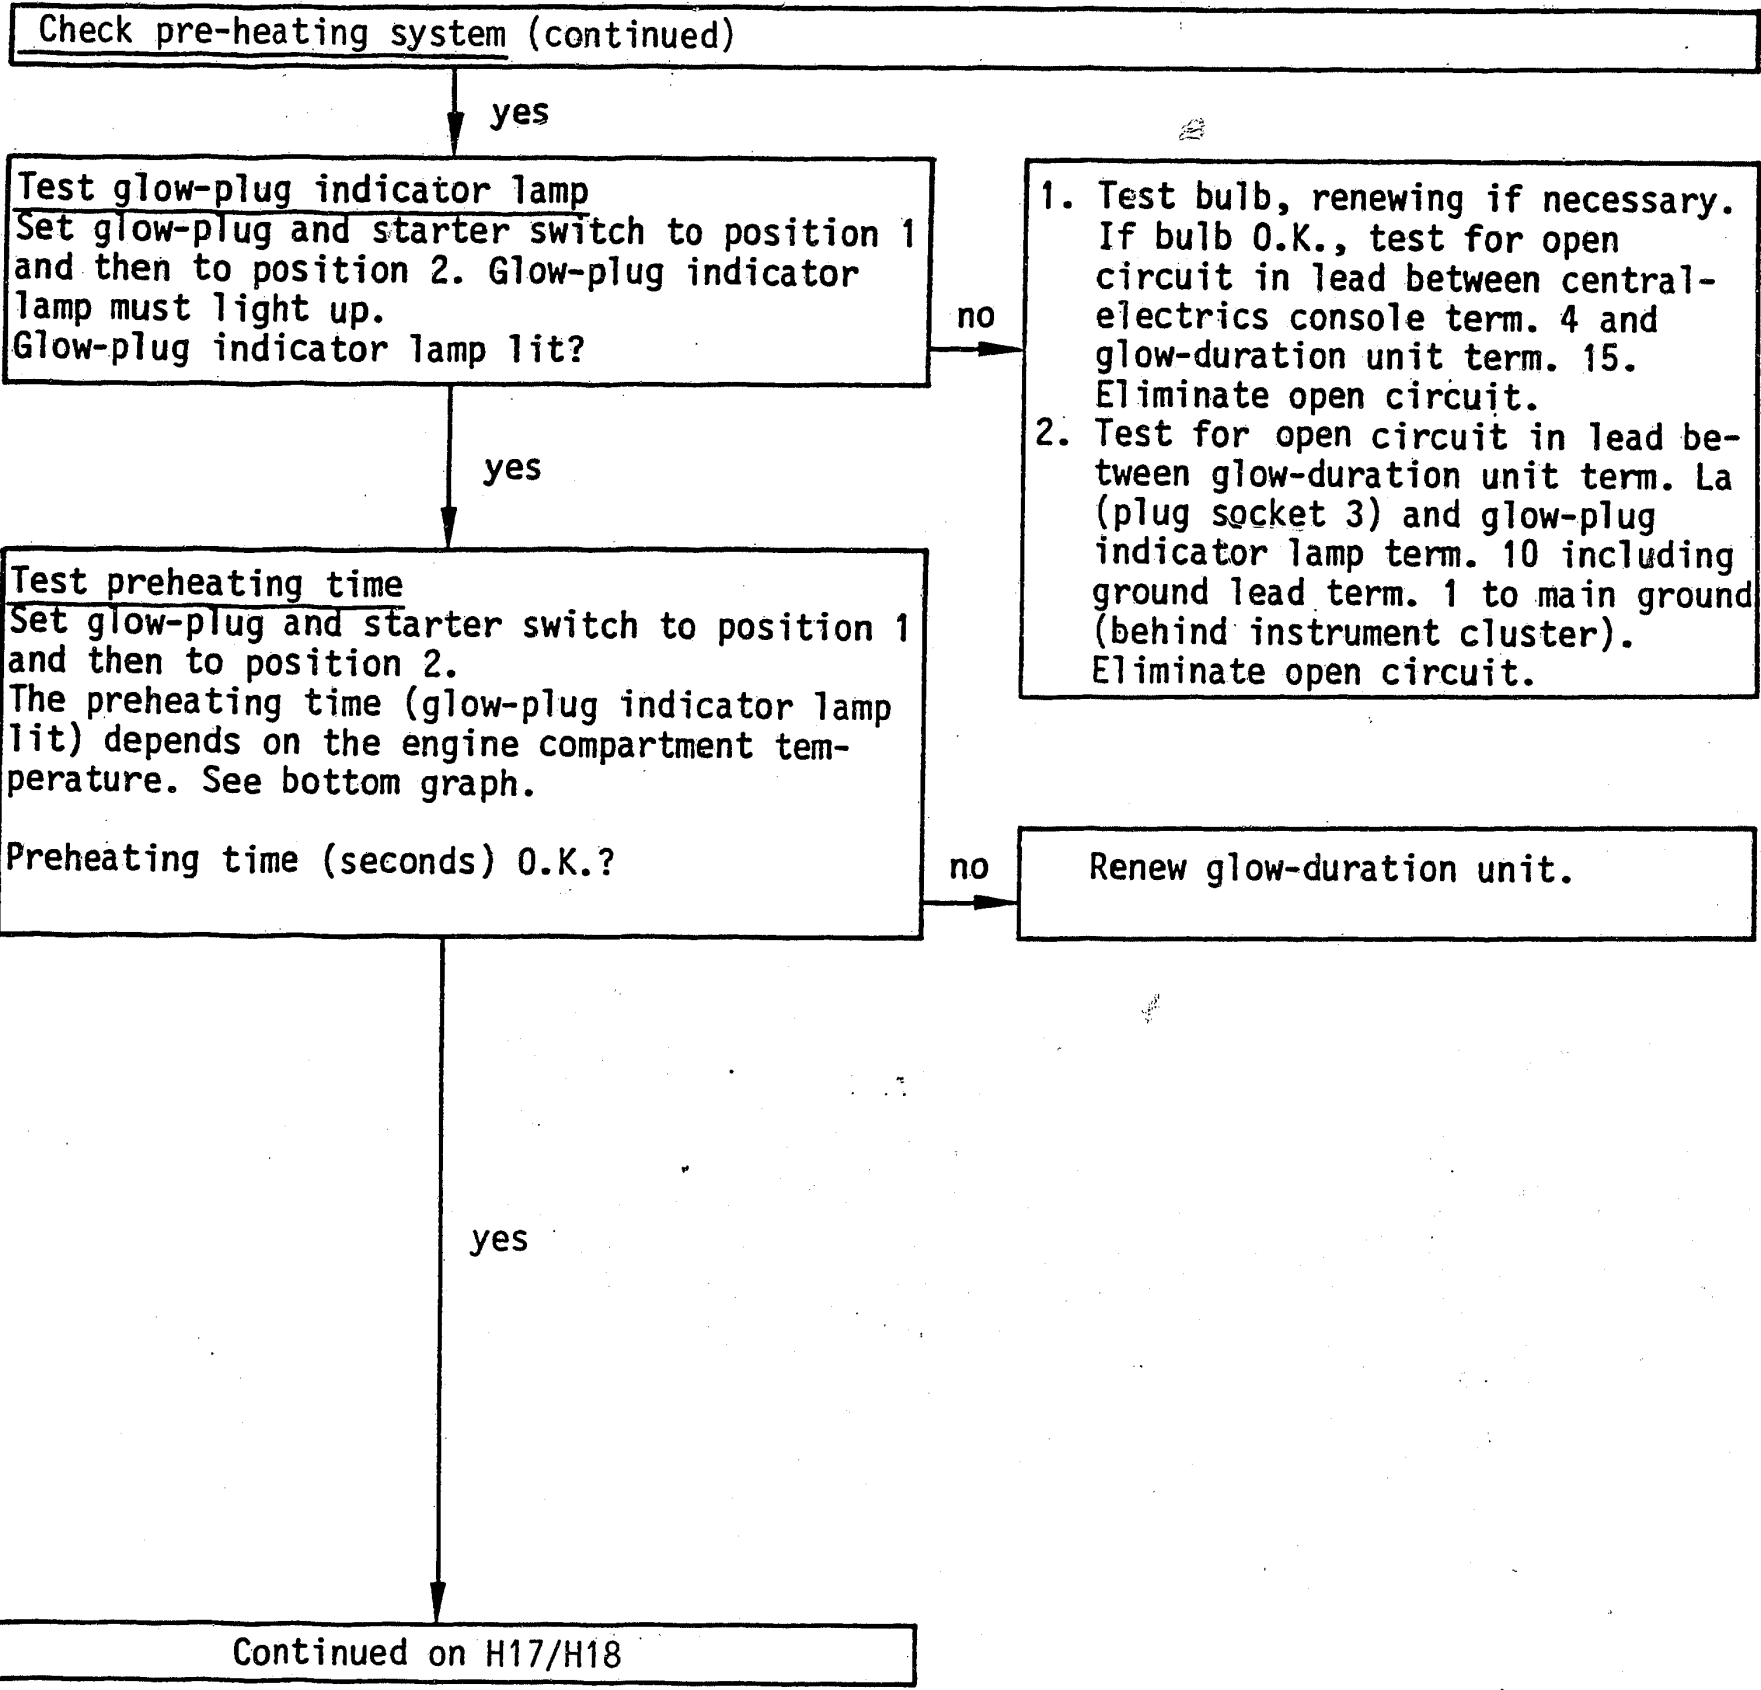 Check pre-heating system (continued)
yes
Test glow-plug indicator lamp
Set glow-plug and starter switch to position 1
and then to position 2. Glow-plug indicator
lamp must light up.
Glow-plug indicator lamp lit?
no
1. Test bulb, renewing if necessary.
If bulb O.K., test for open
circuit in lead between central-
electrics console term. 4 and
glow-duration unit term. 15.
Eliminate open circuit.
2. Test for open circuit in lead be-
tween glow-duration unit term. La
(plug socket 3) and glow-plug
indicator lamp term. 10 including
ground lead term. 1 to main ground
(behind instrument cluster).
Eliminate open circuit.
yes
Test preheating time
Set glow-plug and starter switch to position 1
and then to position 2.
The preheating time (glow-plug indicator lamp
lit) depends on the engine compartment tem-
perature. See bottom graph.
Preheating time (seconds) O.K.?
no
Renew glow-duration unit.
yes
Continued on H17/H18